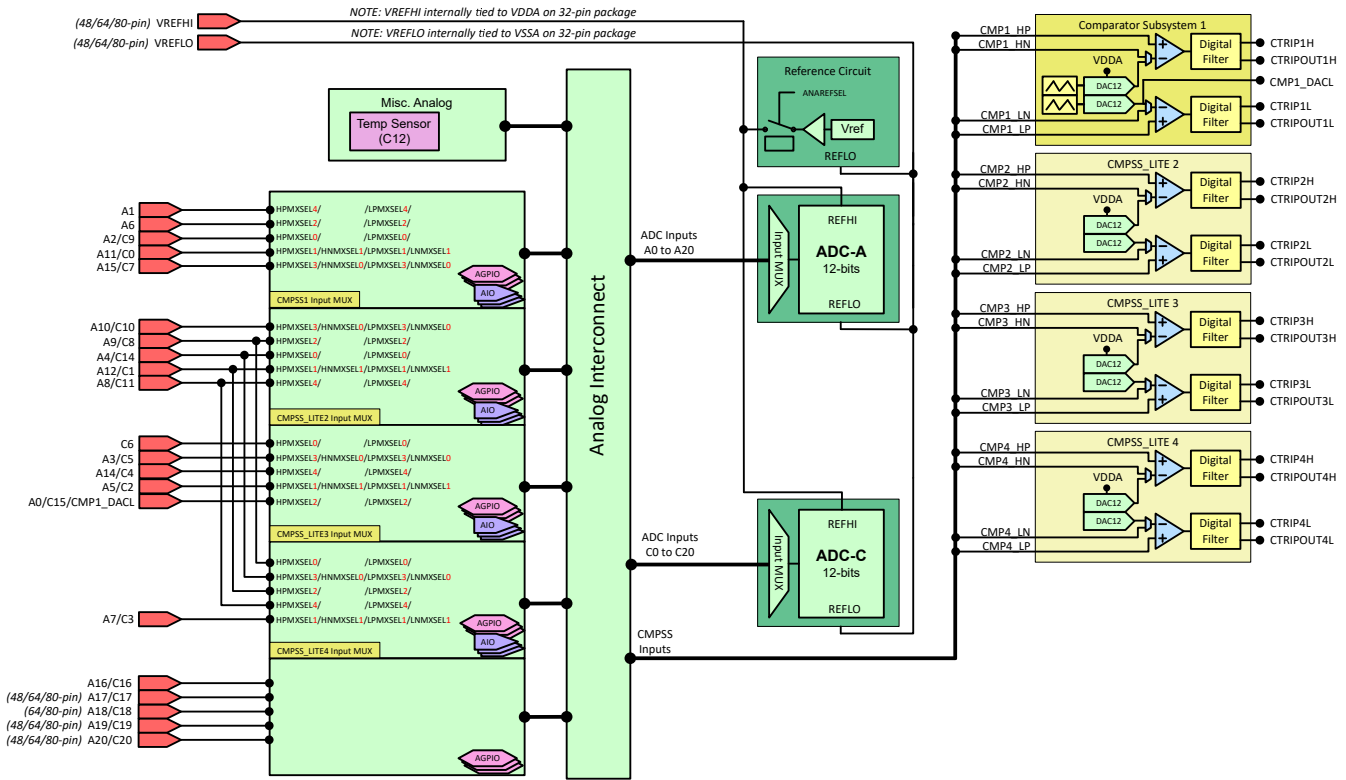 NOTE: VREFHI internally tied to VDDA on 32-pin package
(48/64/80-pin) VREFHI
NOTE: VREFLO internally tied to VSSA on 32-pin package
(48/64/80-pin) VREFLO
Misc. Analog
Temp Sensor
(C12)
A1
A6
A2/C9
A11/C0
A15/C7
HPMXSEL4/ /LPMXSEL4/
HPMXSEL2/ /LPMXSEL2/
HPMXSEL0/ /LPMXSEL0/
HPMXSEL1/HNMXSEL1/LPMXSEL1/LNMXSEL1
HPMXSEL3/HNMXSEL0/LPMXSEL3/LNMXSEL0
AGPIO
AIO
CMPSS1 Input MUX
A10/C10
A9/C8
A4/C14
A12/C1
A8/C11
HPMXSEL3/HNMXSEL0/LPMXSEL3/LNMXSEL0
HPMXSEL2/ /LPMXSEL2/
HPMXSEL0/ /LPMXSEL0/
HPMXSEL1/HNMXSEL1/LPMXSEL1/LNMXSEL1
HPMXSEL4/ /LPMXSEL4/
AGPIO
AIO
CMPSS_LITE2 Input MUX
C6
A3/C5
A14/C4
A5/C2
A0/C15/CMP1_DACL
HPMXSEL0/ /LPMXSEL0/
HPMXSEL3/HNMXSEL0/LPMXSEL3/LNMXSEL0
HPMXSEL4/ /LPMXSEL4/
HPMXSEL1/HNMXSEL1/LPMXSEL1/LNMXSEL1
HPMXSEL2/ /LPMXSEL2/
AGPIO
AIO
CMPSS_LITE3 Input MUX
HPMXSEL0/ /LPMXSEL0/
HPMXSEL3/HNMXSEL0/LPMXSEL3/LNMXSEL0
HPMXSEL2/ /LPMXSEL2/
HPMXSEL4/ /LPMXSEL4/
A7/C3
HPMXSEL1/HNMXSEL1/LPMXSEL1/LNMXSEL1
AGPIO
AIO
CMPSS_LITE4 Input MUX
A16/C16
(48/64/80-pin) A17/C17
(64/80-pin) A18/C18
(48/64/80-pin) A19/C19
(48/64/80-pin) A20/C20
AGPIO
Analog Interconnect
ADC Inputs
A0 to A20
ADC Inputs
C0 to C20
CMPSS
Inputs
Reference Circuit
ANAREFSEL
Vref
REFLO
Input MUX
REFHI
ADC-A
12-bits
REFLO
Input MUX
REFHI
ADC-C
12-bits
REFLO
Comparator Subsystem 1
CMP1_HP
CMP1_HN
VDDA
DAC12
DAC12
CMP1_LN
CMP1_LP
Digital
Filter
Digital
Filter
CTRIP1H
CTRIPOUT1H
CMP1_DACL
CTRIP1L
CTRIPOUT1L
CMPSS_LITE 2
CMP2_HP
CMP2_HN
VDDA
DAC12
DAC12
CMP2_LN
CMP2_LP
Digital
Filter
Digital
Filter
CTRIP2H
CTRIPOUT2H
CTRIP2L
CTRIPOUT2L
CMPSS_LITE 3
CMP3_HP
CMP3_HN
VDDA
DAC12
DAC12
CMP3_LN
CMP3_LP
Digital
Filter
Digital
Filter
CTRIP3H
CTRIPOUT3H
CTRIP3L
CTRIPOUT3L
CMPSS_LITE 4
CMP4_HP
CMP4_HN
VDDA
DAC12
DAC12
CMP4_LN
CMP4_LP
Digital
Filter
Digital
Filter
CTRIP4H
CTRIPOUT4H
CTRIP4L
CTRIPOUT4L